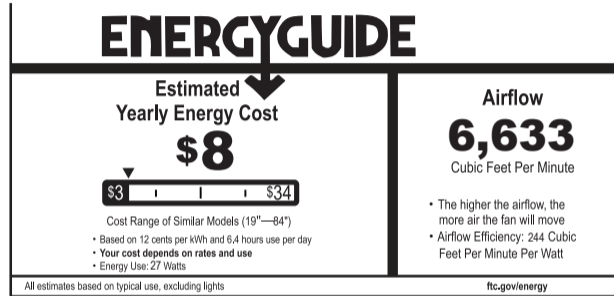 ENERGYGUIDE
Estimated
Yearly Energy Cost
$8
$3 $34
Cost Range of Similar Models (19"—84")
• Based on 12 cents per kWh and 6.4 hours use per day
• Your cost depends on rates and use
• Energy Use: 27 Watts
Airflow
6,633
Cubic Feet Per Minute
• The higher the airflow, the
more air the fan will move
• Airflow Efficiency: 244 Cubic
Feet Per Minute Per Watt
All estimates based on typical use, excluding lights
ftc.gov/energy